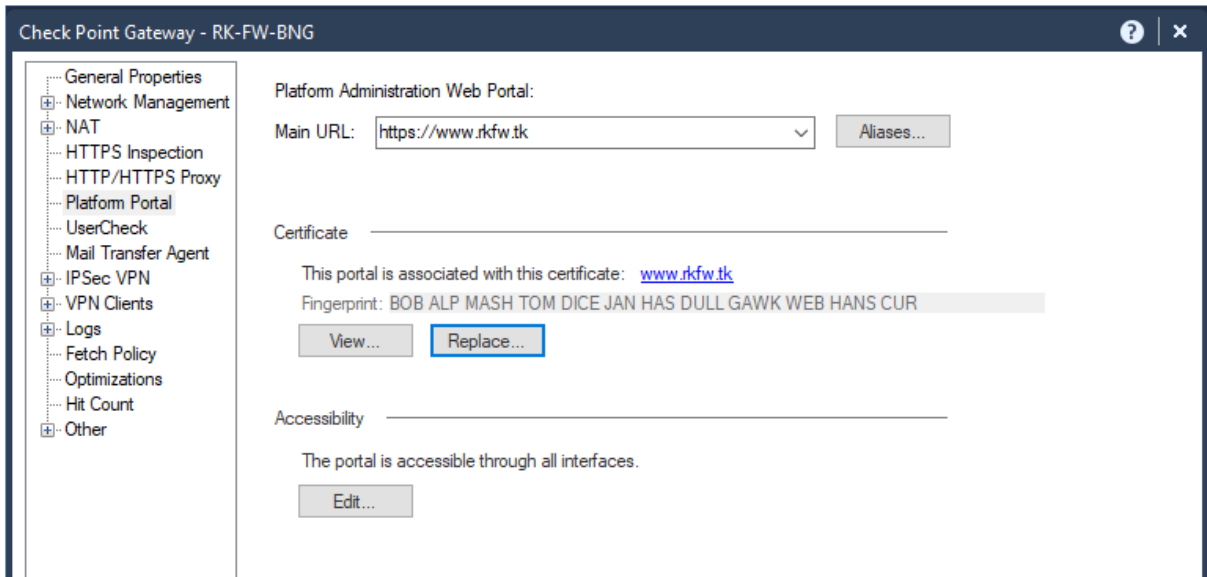 Check Point Gateway - RK-FW-BNG
?
×
General Properties
Network Management
NAT
HTTPS Inspection
HTTP/HTTPS Proxy
Platform Portal
UserCheck
Mail Transfer Agent
IPSec VPN
VPN Clients
Logs
Fetch Policy
Optimizations
Hit Count
Other
Platform Administration Web Portal:
Main URL: https://www.rkfw.tk Aliases...
Certificate
This portal is associated with this certificate: www.rkfw.tk
Fingerprint: BOB ALP MASH TOM DICE JAN HAS DULL GAWK WEB HANS CUR
View... Replace...
Accessibility
The portal is accessible through all interfaces.
Edit...